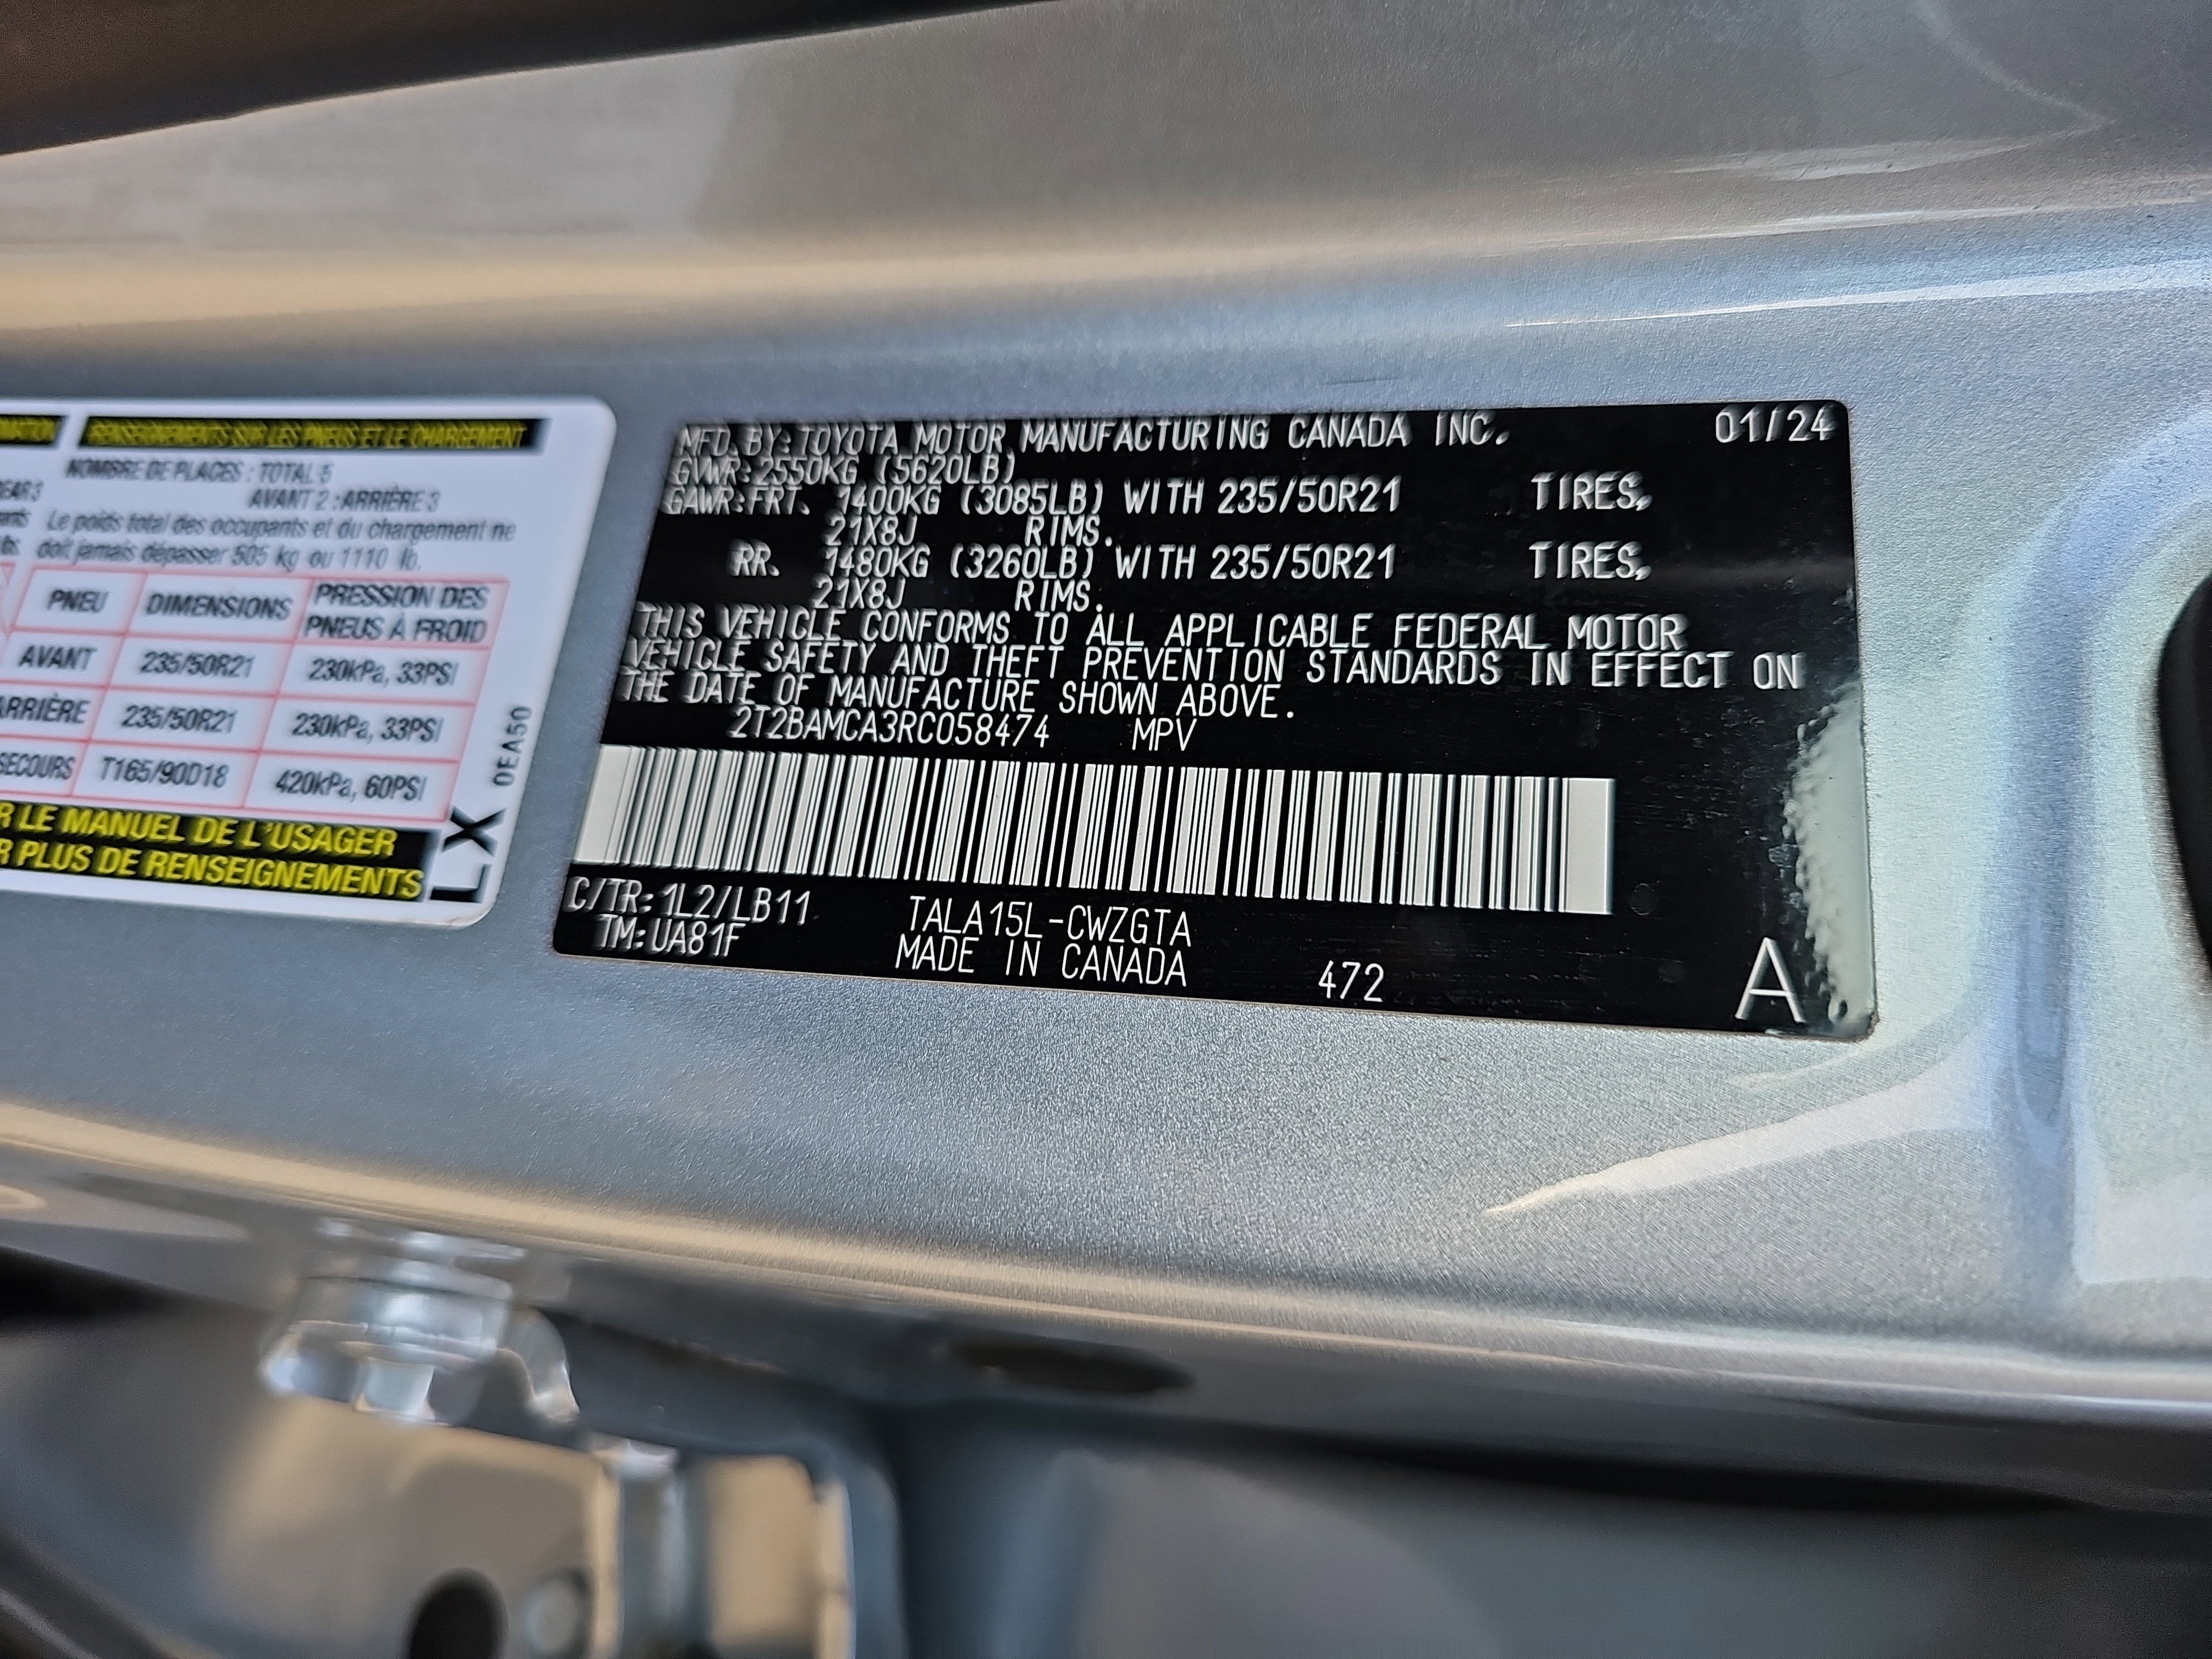 RENSEIGNEMENTS SUR LES PNEUS ET LE CHARGEMENT
NOMBRE DE PLACES : TOTAL 5
AVANT 2 : ARRIÈRE 3
Le poids total des occupants et du chargement ne
doit jamais dépasser 505 kg ou 1110 lb.
PNEU DIMENSIONS PRESSION DES PNEUS À FROID
AVANT 235/50R21 230kPa, 33PSI
ARRIÈRE 235/50R21 230kPa, 33PSI
SECOURS T165/90D18 420kPa, 60PSI
R LE MANUEL DE L'USAGER
R PLUS DE RENSEIGNEMENTS
LX 0EA50
MFD. BY: TOYOTA MOTOR MANUFACTURING CANADA INC. 01/24
GVWR: 2550KG (5620LB)
GAWR: FRT. 1400KG (3085LB) WITH 235/50R21 TIRES,
21X8J RIMS.
RR. 1480KG (3260LB) WITH 235/50R21 TIRES,
21X8J RIMS.
THIS VEHICLE CONFORMS TO ALL APPLICABLE FEDERAL MOTOR
VEHICLE SAFETY AND THEFT PREVENTION STANDARDS IN EFFECT ON
THE DATE OF MANUFACTURE SHOWN ABOVE.
2T2BAMCA3RC058474 MPV
C/TR: 1L2/LB11 TALA15L-CWZGTA
TM: UA81F MADE IN CANADA 472 A